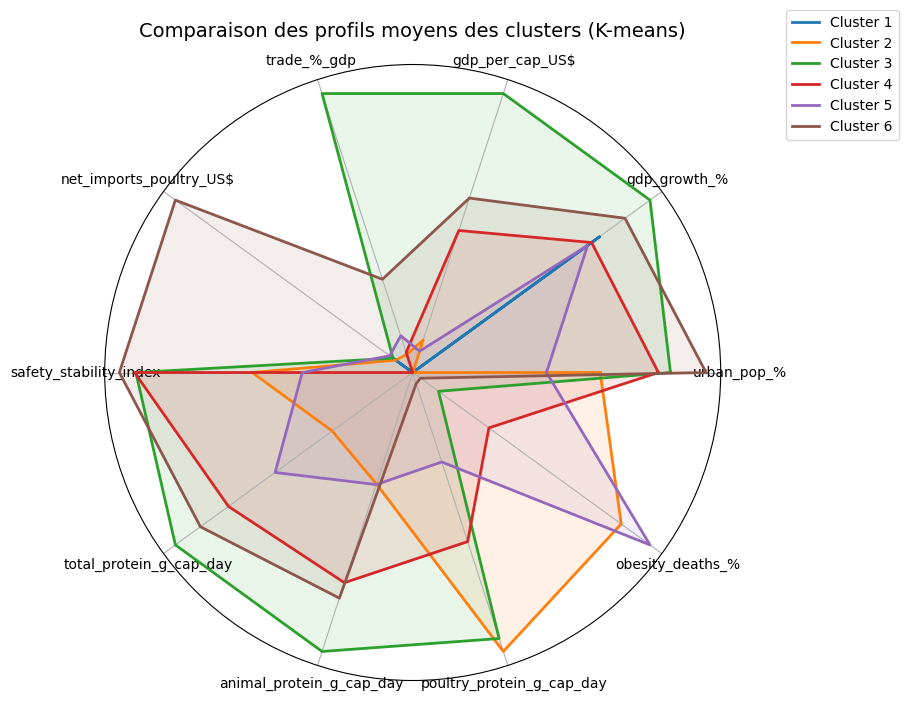 Comparaison des profils moyens des clusters (K-means)
Cluster 1
Cluster 2
Cluster 3
Cluster 4
Cluster 5
Cluster 6
trade_%_gdp
gdp_per_cap_US$
net_imports_poultry_US$
gdp_growth_%
safety_stability_index
urban_pop_%
total_protein_g_cap_day
obesity_deaths_%
animal_protein_g_cap_day
poultry_protein_g_cap_day